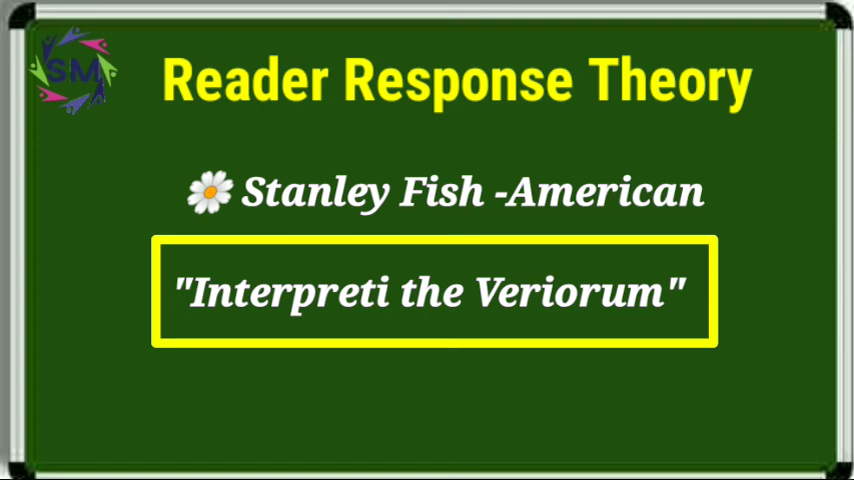 SM
Reader Response Theory
Stanley Fish -American
"Interpreti the Veriorum"